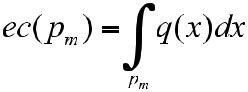 ec(p_m) = ∫_{p_m} q(x)dx